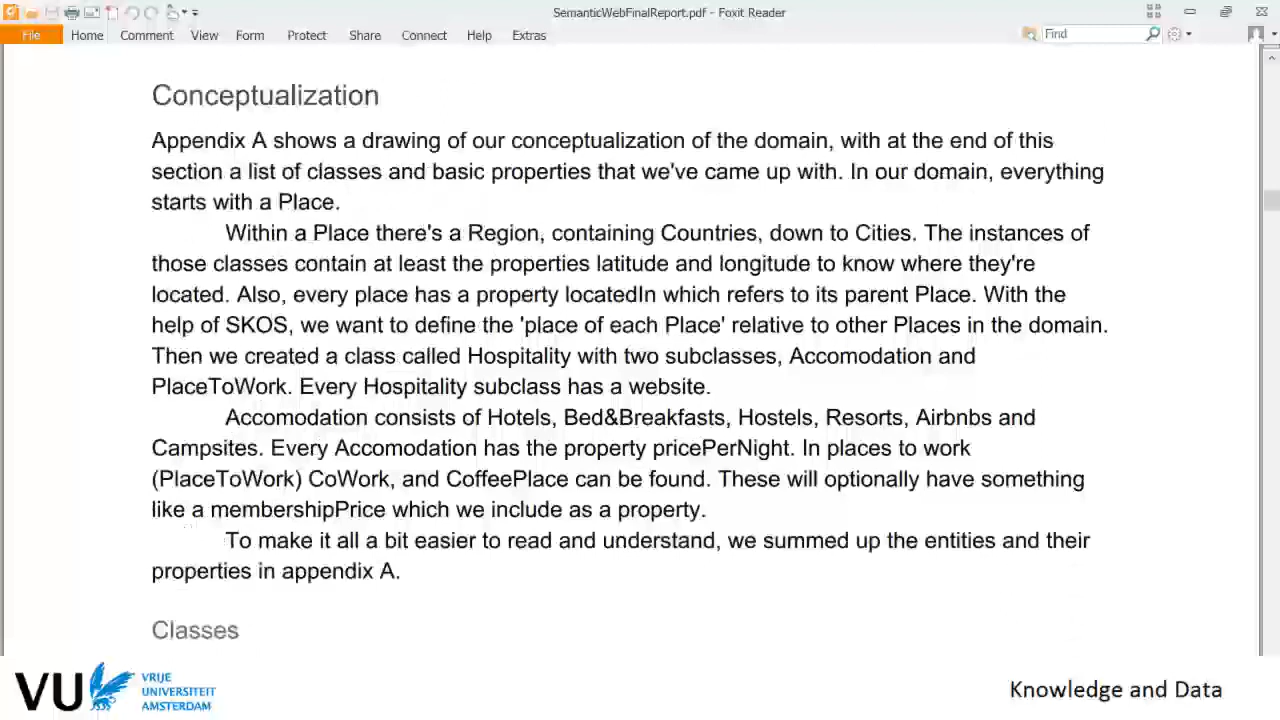 SemanticWebFinalReport.pdf - Foxit Reader
File Home Comment View Form Protect Share Connect Help Extras Find
Conceptualization
Appendix A shows a drawing of our conceptualization of the domain, with at the end of this
section a list of classes and basic properties that we've came up with. In our domain, everything
starts with a Place.
Within a Place there's a Region, containing Countries, down to Cities. The instances of
those classes contain at least the properties latitude and longitude to know where they're
located. Also, every place has a property locatedIn which refers to its parent Place. With the
help of SKOS, we want to define the 'place of each Place' relative to other Places in the domain.
Then we created a class called Hospitality with two subclasses, Accomodation and
PlaceToWork. Every Hospitality subclass has a website.
Accomodation consists of Hotels, Bed&Breakfasts, Hostels, Resorts, Airbnbs and
Campsites. Every Accomodation has the property pricePerNight. In places to work
(PlaceToWork) CoWork, and CoffeePlace can be found. These will optionally have something
like a membershipPrice which we include as a property.
To make it all a bit easier to read and understand, we summed up the entities and their
properties in appendix A.
Classes
VU VRIJE
UNIVERSITEIT
AMSTERDAM
Knowledge and Data